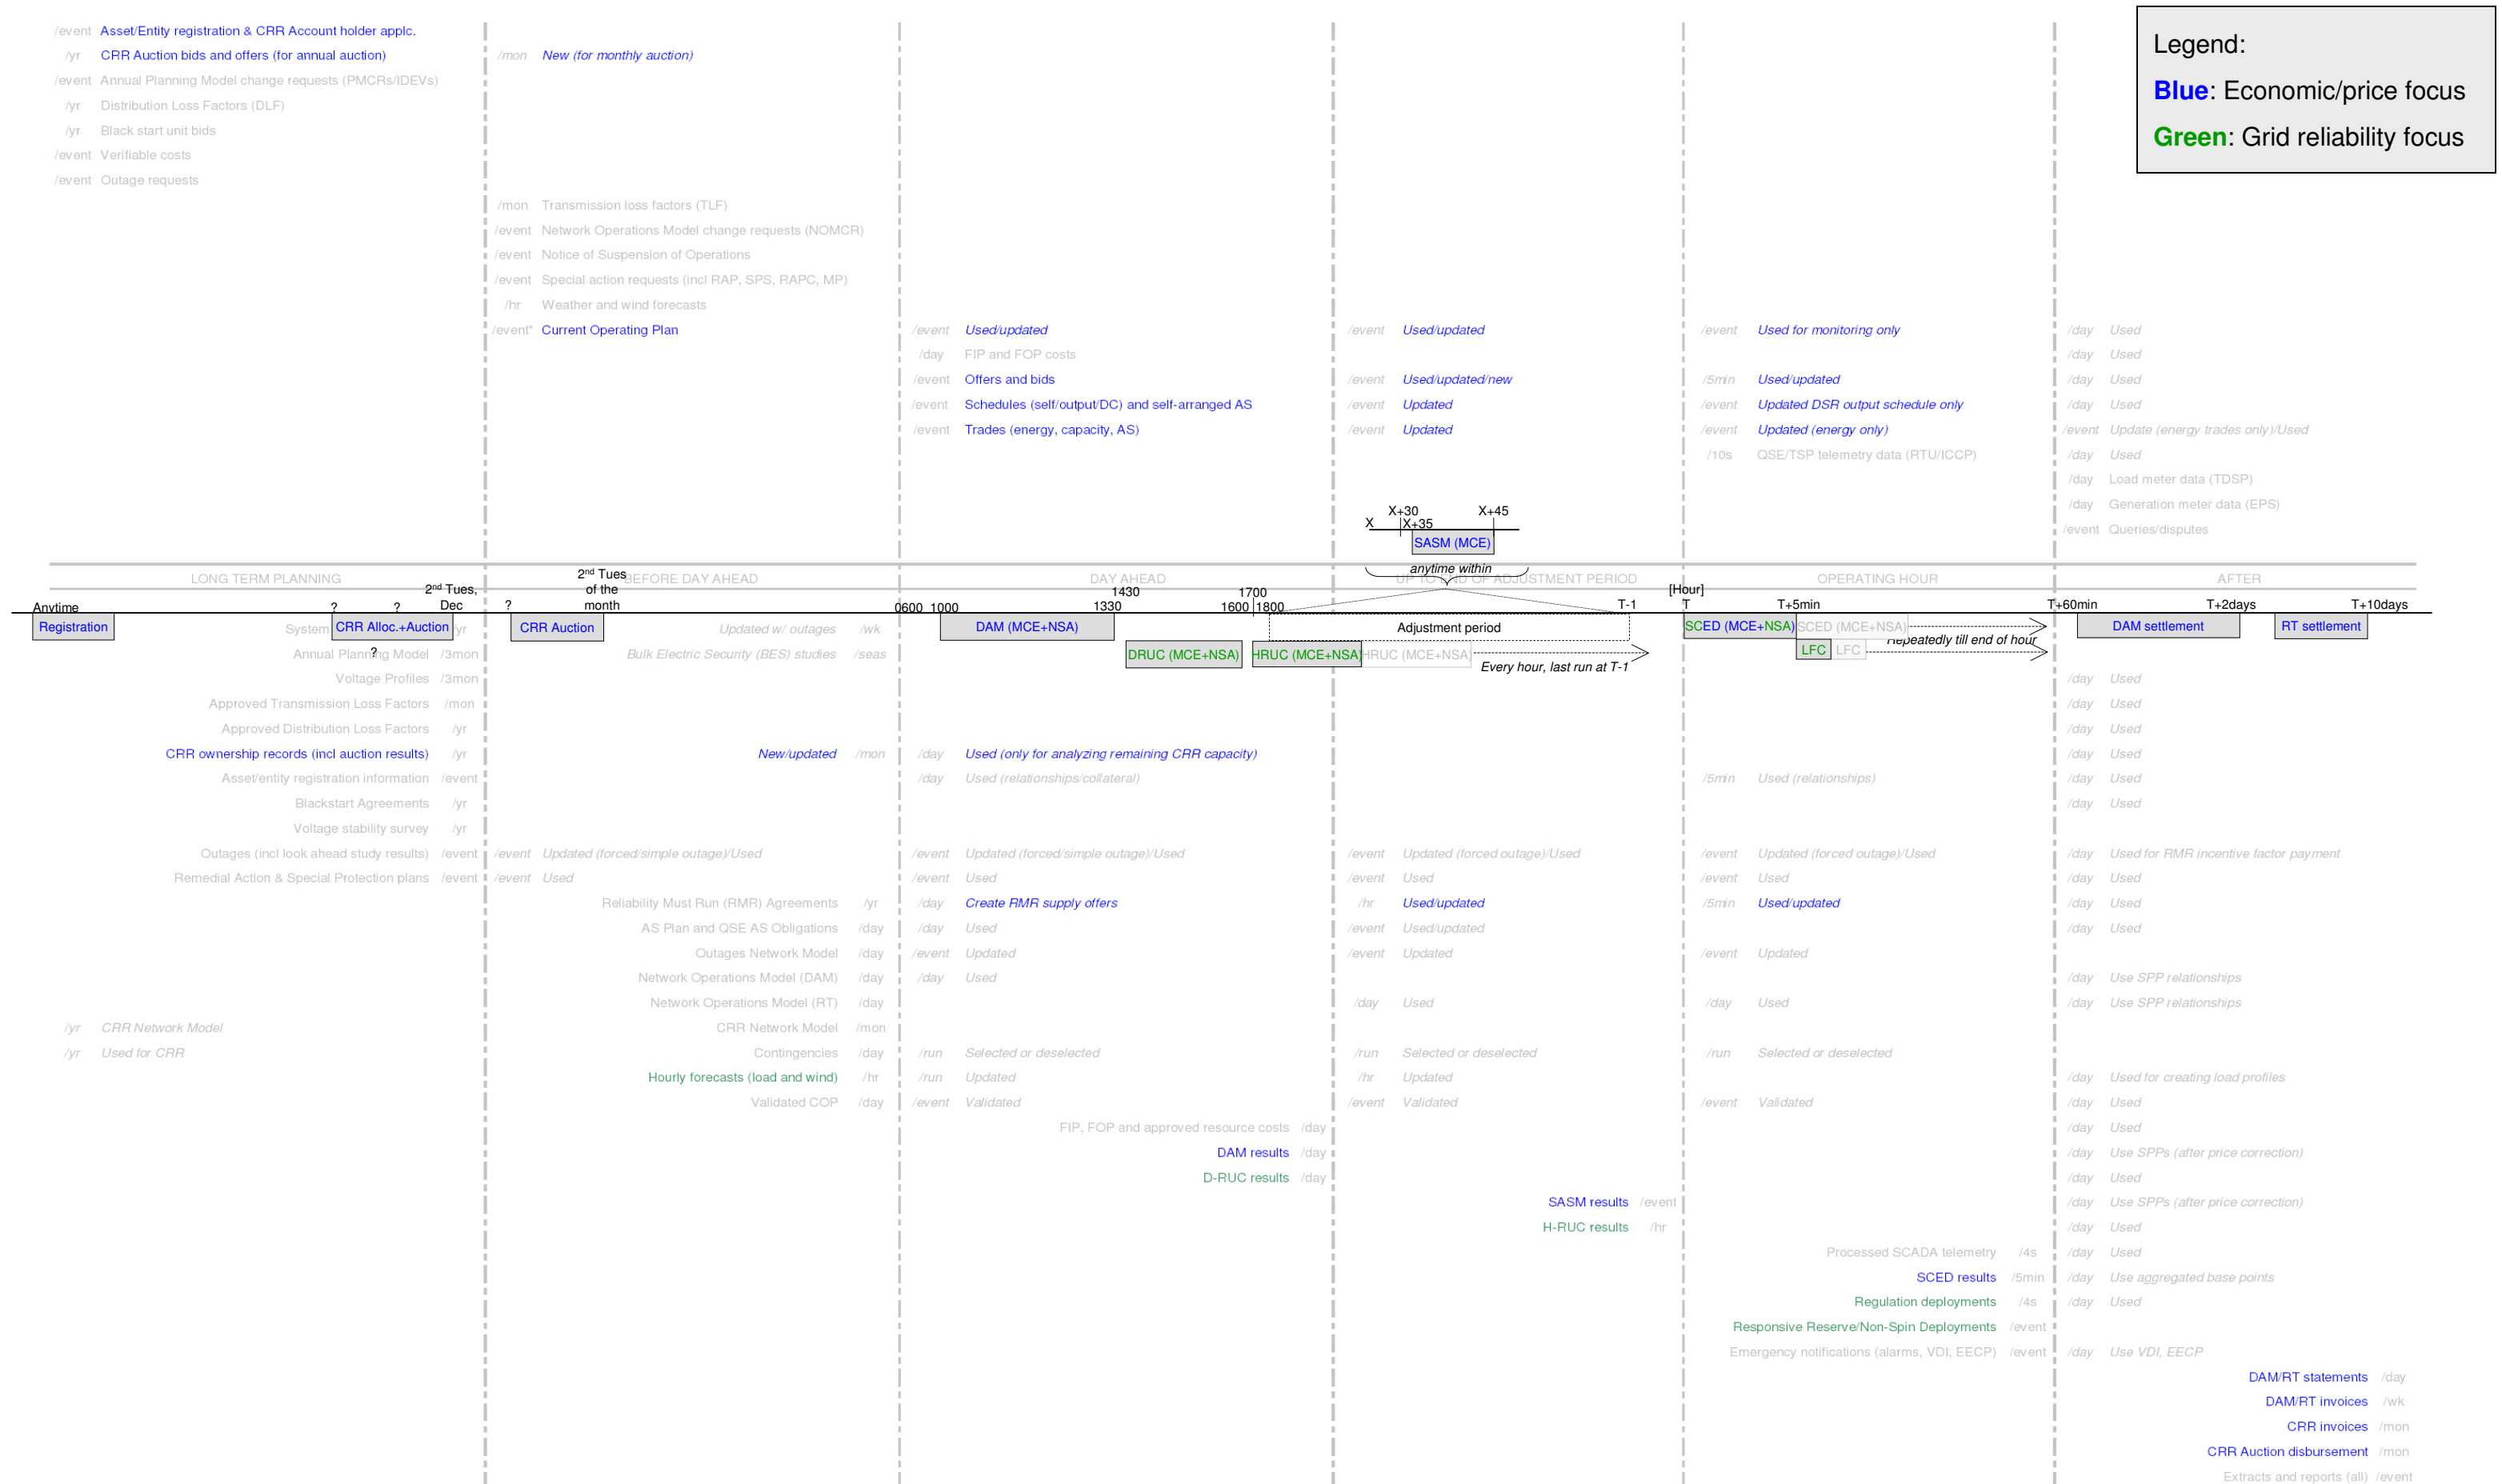 Legend:
Blue: Economic/price focus
Green: Grid reliability focus
/event Asset/Entity registration & CRR Account holder applc.
/yr CRR Auction bids and offers (for annual auction) /mon New (for monthly auction)
/event Annual Planning Model change requests (PMCRs/IDEVs)
/yr Distribution Loss Factors (DLF)
/yr Black start unit bids
/event Verifiable costs
/event Outage requests
/mon Transmission loss factors (TLF)
/event Network Operations Model change requests (NOMCR)
/event Notice of Suspension of Operations
/event Special action requests (incl RAP, SPS, RAPC, MP)
/hr Weather and wind forecasts
/event* Current Operating Plan /event Used/updated /event Used/updated /event Used for monitoring only /day Used
/day FIP and FOP costs /day Used
/event Offers and bids /event Used/updated/new /5min Used/updated /day Used
/event Schedules (self/output/DC) and self-arranged AS /event Updated /event Updated DSR output schedule only /day Used
/event Trades (energy, capacity, AS) /event Updated /event Updated (energy only) /event Update (energy trades only)/Used
/10s QSE/TSP telemetry data (RTU/ICCP) /day Used
/day Load meter data (TDSP)
/day Generation meter data (EPS)
/event Queries/disputes
X+30 X+45
X X+35
SASM (MCE)
anytime within
LONG TERM PLANNING BEFORE DAY AHEAD DAY AHEAD UP TO END OF ADJUSTMENT PERIOD OPERATING HOUR AFTER
2nd Tues, Dec
2nd Tues of the month
1430 1700 [Hour]
Anytime ? ? ? 0600 1000 1330 1600 1800 T-1 T T+5min T+60min T+2days T+10days
Registration CRR Alloc.+Auction CRR Auction DAM (MCE+NSA) Adjustment period SCED (MCE+NSA) SCED (MCE+NSA) DAM settlement RT settlement
System /yr Updated w/ outages /wk
?
DRUC (MCE+NSA) HRUC (MCE+NSA) HRUC (MCE+NSA) Every hour, last run at T-1 LFC LFC Repeatedly till end of hour
Annual Planning Model /3mon Bulk Electric Security (BES) studies /seas
Voltage Profiles /3mon /day Used
Approved Transmission Loss Factors /mon /day Used
Approved Distribution Loss Factors /yr /day Used
CRR ownership records (incl auction results) /yr New/updated /mon /day Used (only for analyzing remaining CRR capacity) /day Used
Asset/entity registration information /event /day Used (relationships/collateral) /5min Used (relationships) /day Used
Blackstart Agreements /yr /day Used
Voltage stability survey /yr
Outages (incl look ahead study results) /event /event Updated (forced/simple outage)/Used /event Updated (forced/simple outage)/Used /event Updated (forced outage)/Used /event Updated (forced outage)/Used /day Used for RMR incentive factor payment
Remedial Action & Special Protection plans /event /event Used /event Used /event Used /event Used /day Used
Reliability Must Run (RMR) Agreements /yr /day Create RMR supply offers /hr Used/updated /5min Used/updated /day Used
AS Plan and QSE AS Obligations /day /day Used /event Used/updated /day Used
Outages Network Model /day /event Updated /event Updated /event Updated
Network Operations Model (DAM) /day /day Used /day Use SPP relationships
Network Operations Model (RT) /day /day Used /day Used /day Use SPP relationships
/yr CRR Network Model CRR Network Model /mon
/yr Used for CRR Contingencies /day /run Selected or deselected /run Selected or deselected /run Selected or deselected
Hourly forecasts (load and wind) /hr /run Updated /hr Updated /day Used for creating load profiles
Validated COP /day /event Validated /event Validated /event Validated /day Used
FIP, FOP and approved resource costs /day /day Used
DAM results /day /day Use SPPs (after price correction)
D-RUC results /day /day Used
SASM results /event /day Use SPPs (after price correction)
H-RUC results /hr /day Used
Processed SCADA telemetry /4s /day Used
SCED results /5min /day Use aggregated base points
Regulation deployments /4s /day Used
Responsive Reserve/Non-Spin Deployments /event
Emergency notifications (alarms, VDI, EECP) /event /day Use VDI, EECP
DAM/RT statements /day
DAM/RT invoices /wk
CRR invoices /mon
CRR Auction disbursement /mon
Extracts and reports (all) /event